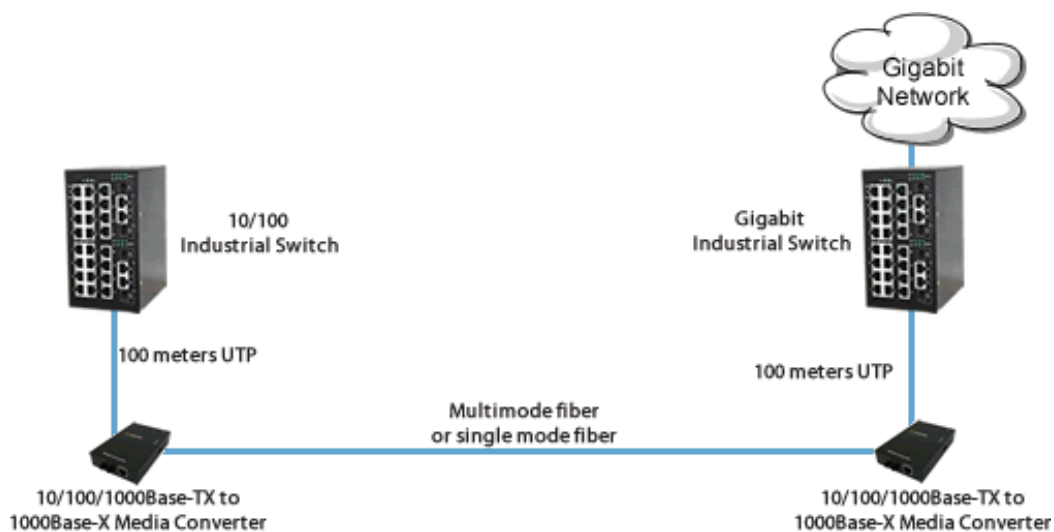 Gigabit
Network
10/100
Industrial Switch
Gigabit
Industrial Switch
100 meters UTP
100 meters UTP
Multimode fiber
or single mode fiber
10/100/1000Base-TX to
1000Base-X Media Converter
10/100/1000Base-TX to
1000Base-X Media Converter